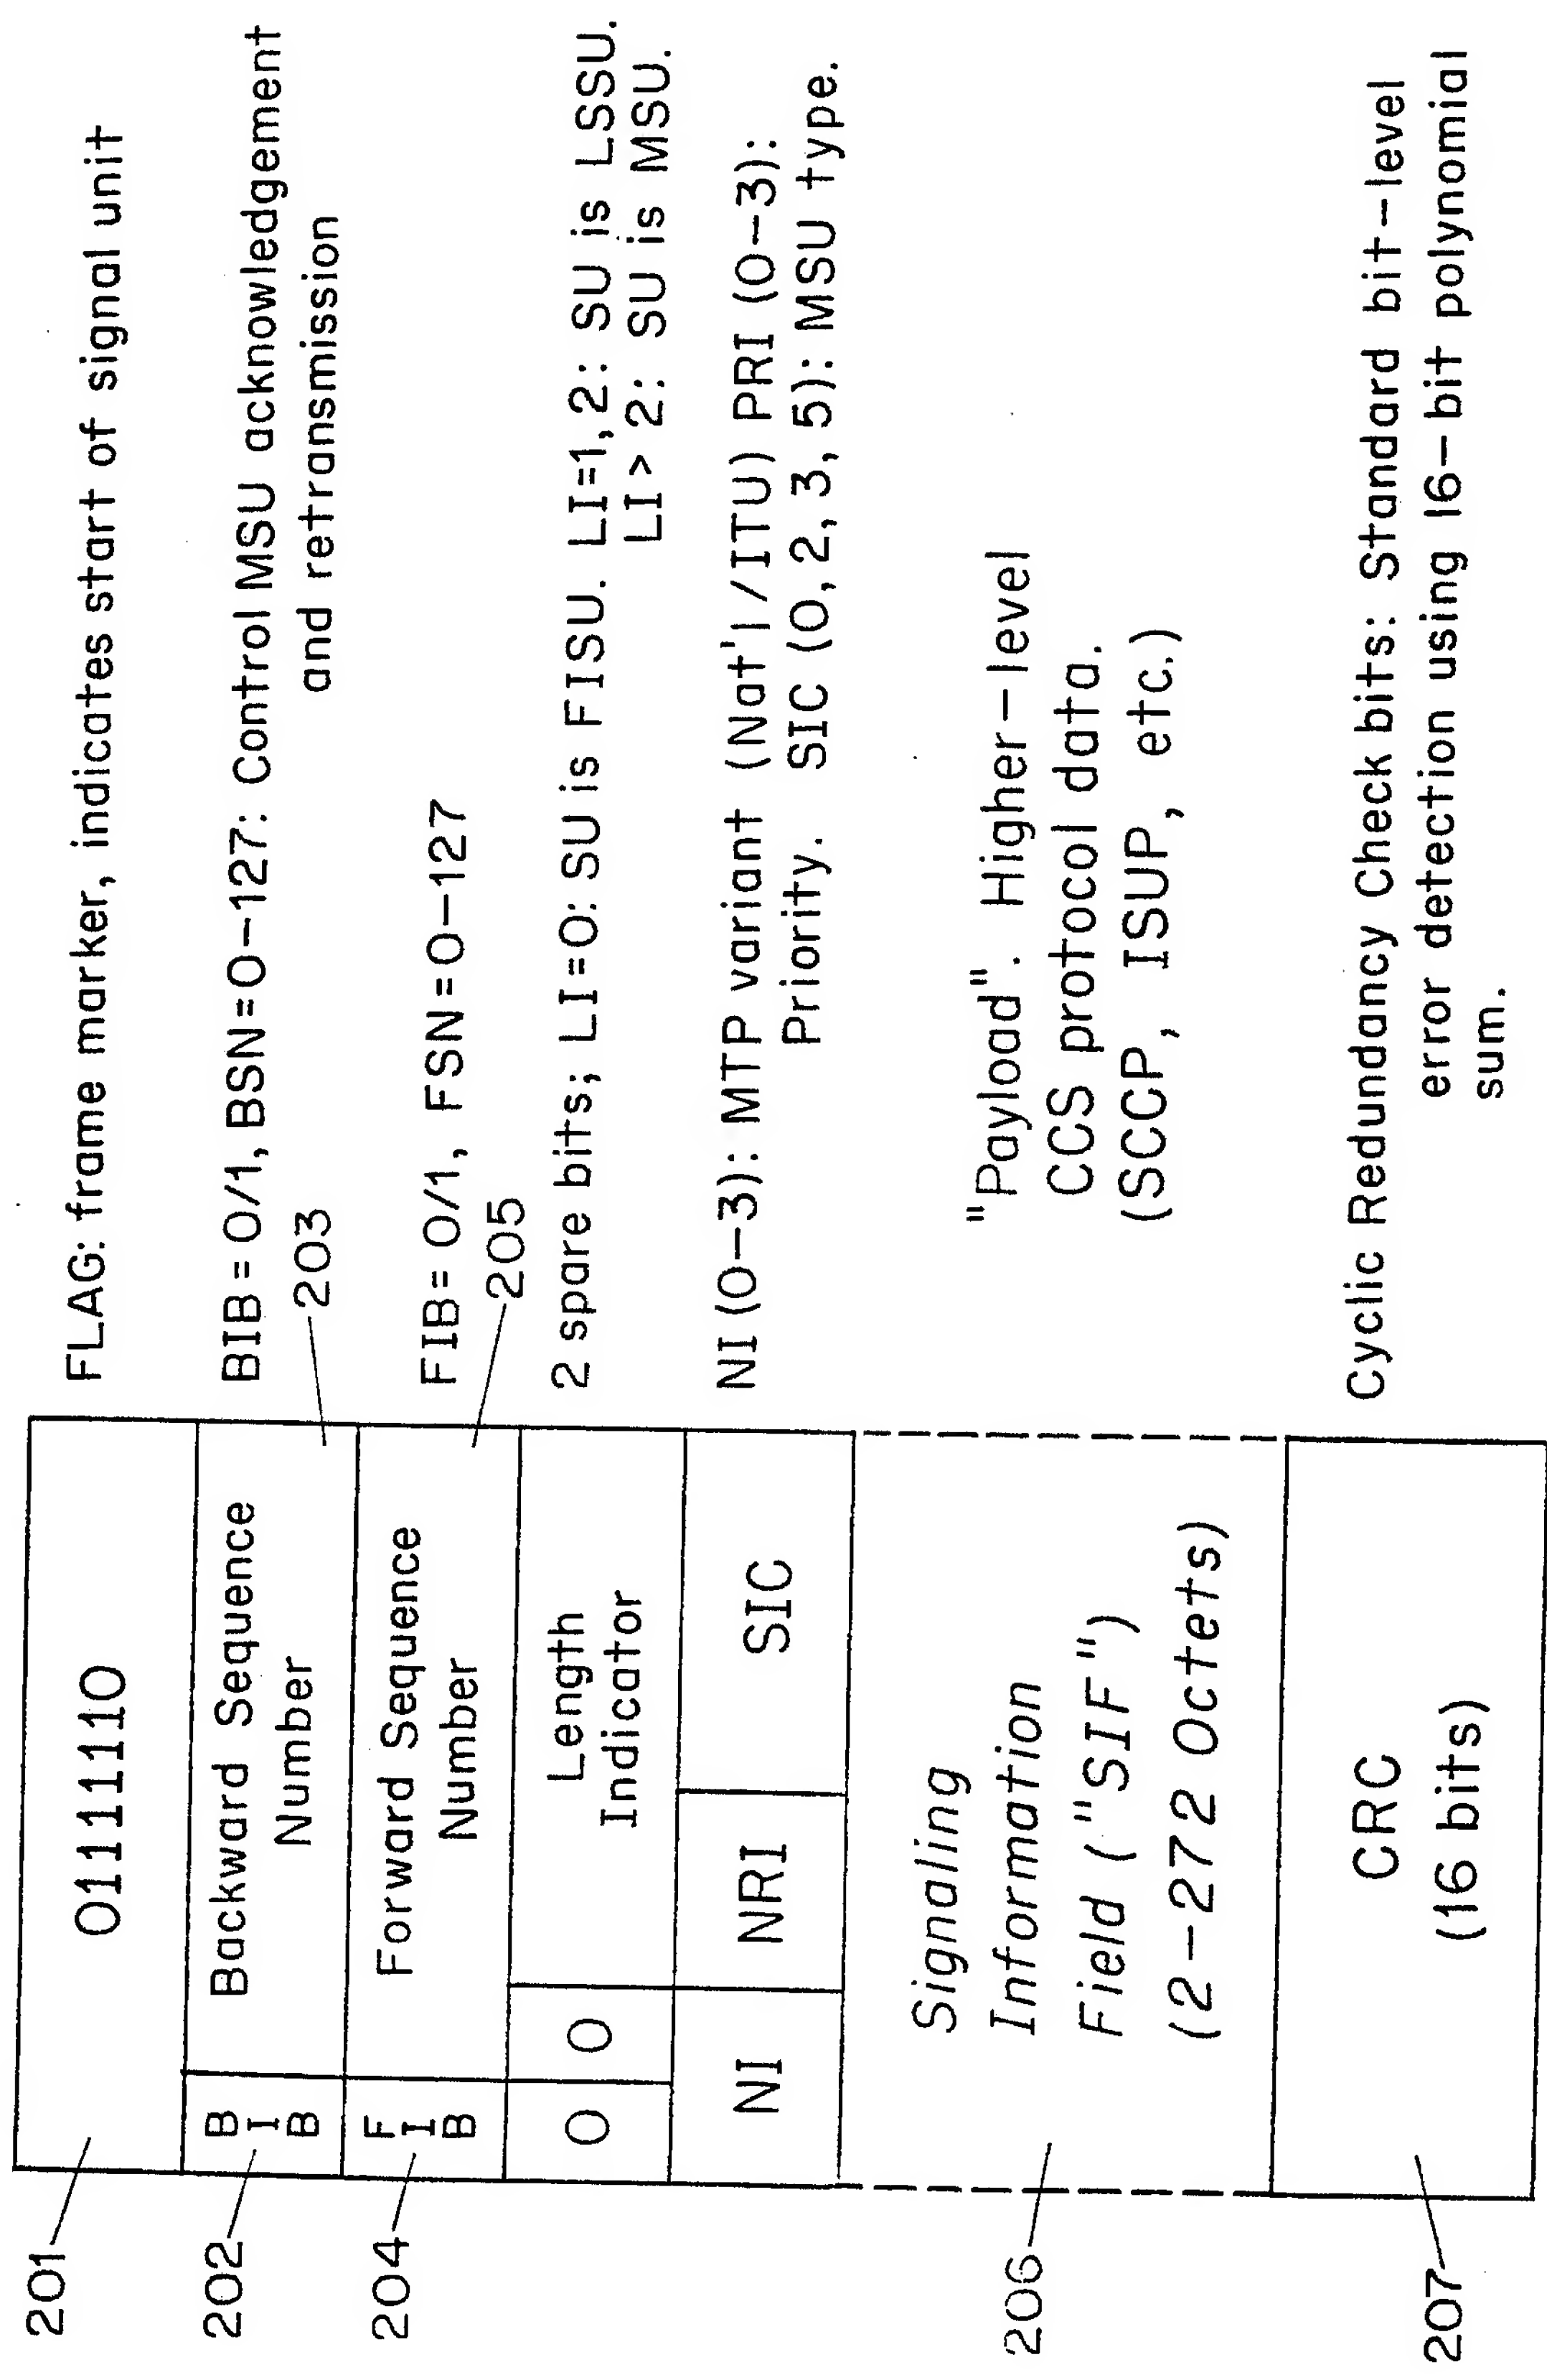 201
01111110
FLAG: frame marker, indicates start of signal unit
202
B
I
B
Backward Sequence
Number
203
BIB = 0/1, BSN=0-127: Control MSU acknowledgement
and retransmission
204
F
I
B
Forward Sequence
Number
205
FIB= 0/1, FSN=0-127
0 0
Length
Indicator
2 spare bits; LI=0: SU is FISU. LI=1,2: SU is LSSU.
LI> 2: SU is MSU.
NI
NRI
SIC
NI (0-3): MTP variant (Nat'l/ITU) PRI (0-3):
Priority. SIC (0, 2, 3, 5): MSU type.
206
Signaling
Information
Field ("SIF")
(2-272 Octets)
"Payload". Higher-level
CCS protocol data.
(SCCP, ISUP, etc.)
207
CRC
(16 bits)
Cyclic Redundancy Check bits: Standard bit-level
error detection using 16-bit polynomial
sum.